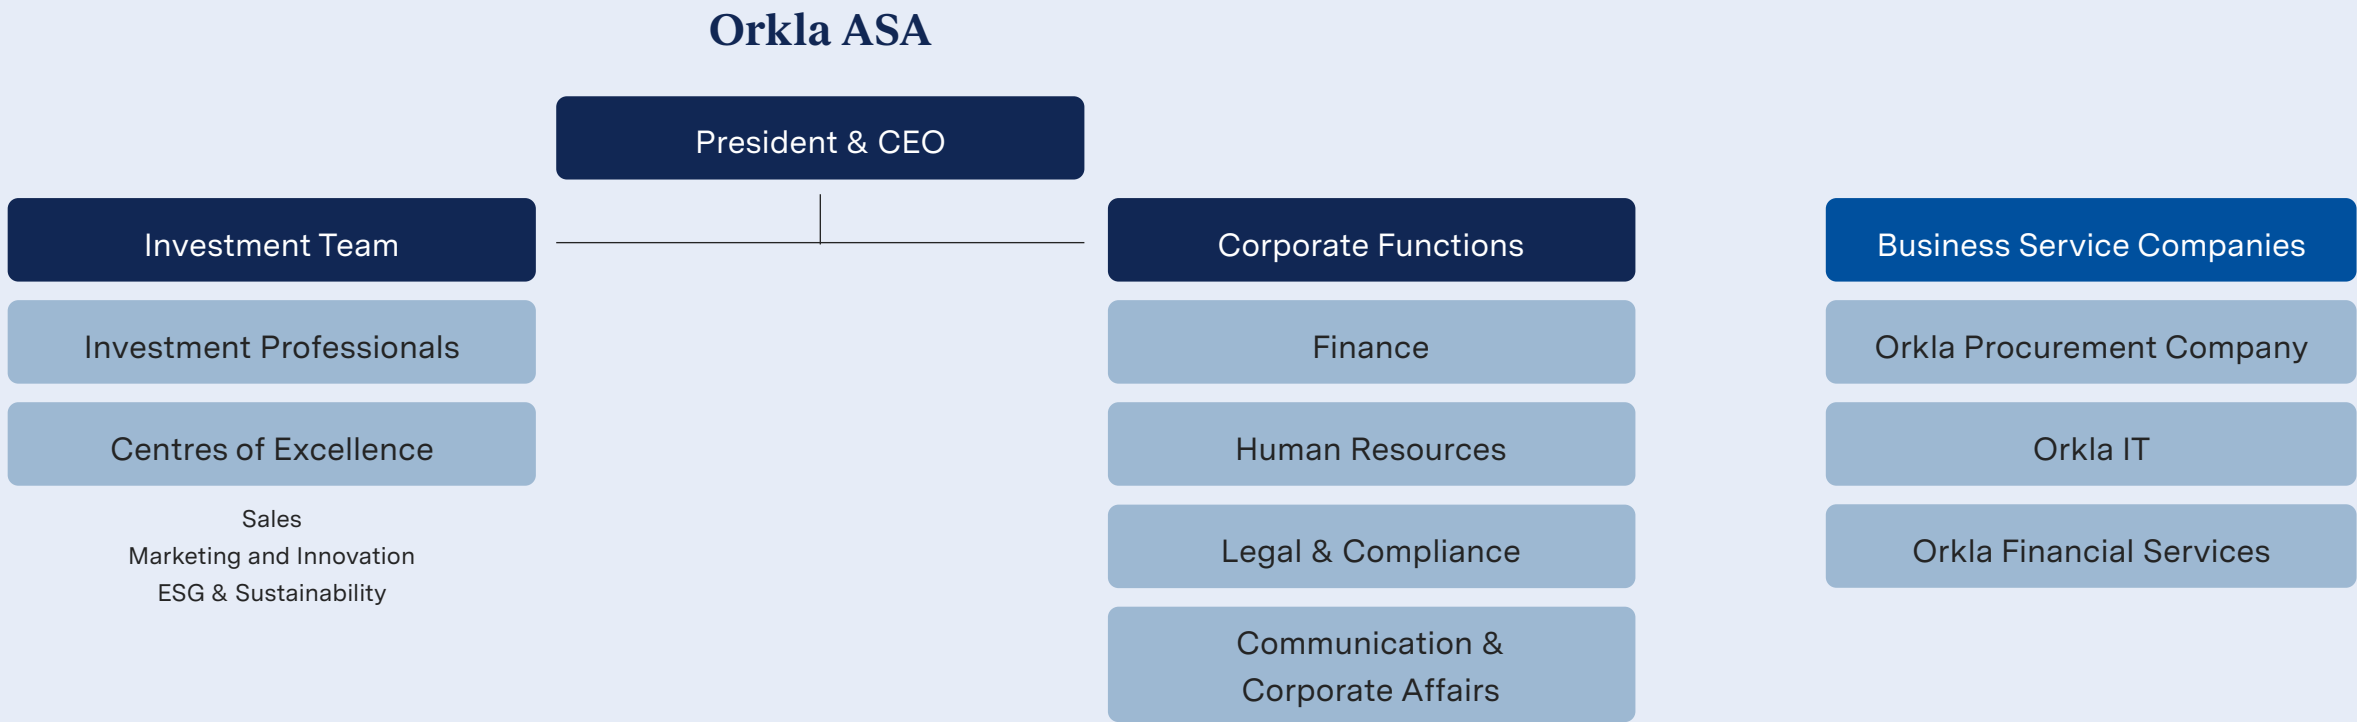 Orkla ASA
President & CEO
Investment Team
Investment Professionals
Centres of Excellence
Sales
Marketing and Innovation
ESG & Sustainability
Corporate Functions
Finance
Human Resources
Legal & Compliance
Communication &
Corporate Affairs
Business Service Companies
Orkla Procurement Company
Orkla IT
Orkla Financial Services